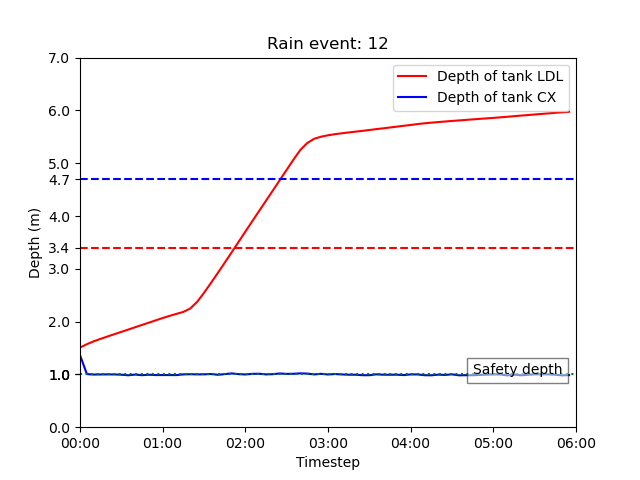 Rain event: 12
Depth of tank LDL
Depth of tank CX
7.0
6.0
5.0
4.7
4.0
3.4
3.0
2.0
1.0
1.0
0.0
Depth (m)
Safety depth
00:00 01:00 02:00 03:00 04:00 05:00 06:00
Timestep